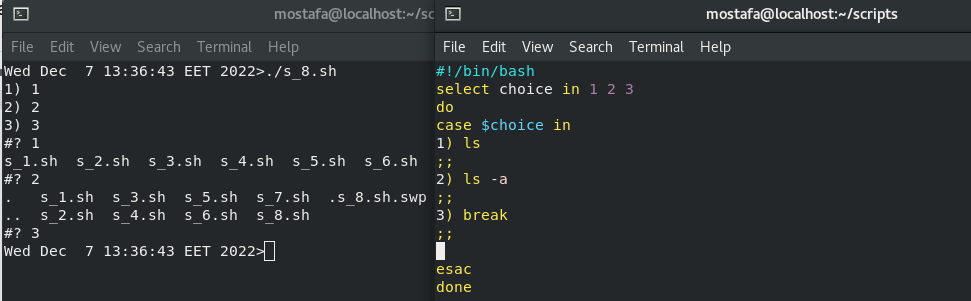 mostafa@localhost:~/sc
File Edit View Search Terminal Help
Wed Dec  7 13:36:43 EET 2022>./s_8.sh
1) 1
2) 2
3) 3
#? 1
s_1.sh  s_2.sh  s_3.sh  s_4.sh  s_5.sh  s_6.sh
#? 2
.   s_1.sh  s_3.sh  s_5.sh  s_7.sh  .s_8.sh.swp
..  s_2.sh  s_4.sh  s_6.sh  s_8.sh
#? 3
Wed Dec  7 13:36:43 EET 2022>
mostafa@localhost:~/scripts
File Edit View Search Terminal Help
#!/bin/bash
select choice in 1 2 3
do
case $choice in
1) ls
;;
2) ls -a
;;
3) break
;;
esac
done